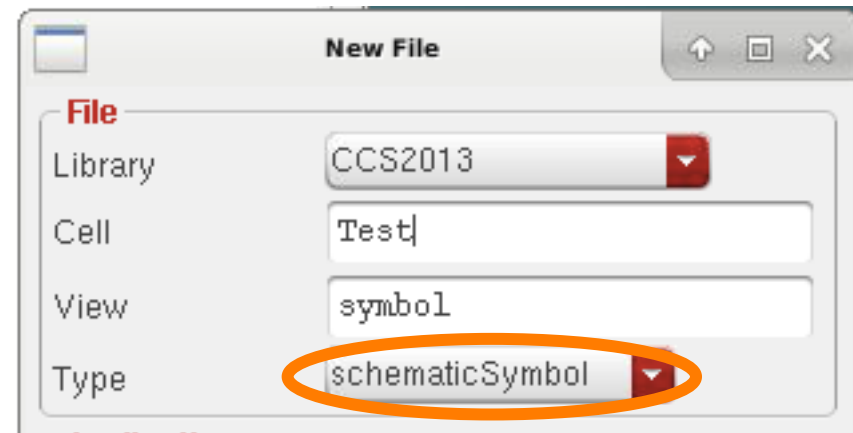 New File
File
Library CCS2013
Cell Test
View symbol
Type schematicSymbol